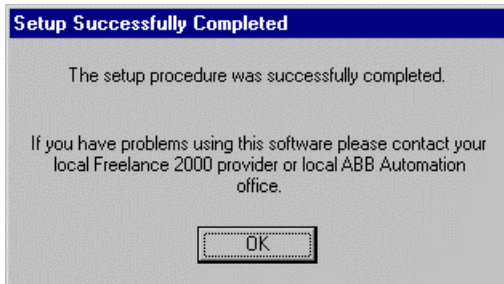 Setup Successfully Completed
The setup procedure was successfully completed.
If you have problems using this software please contact your
local Freelance 2000 provider or local ABB Automation
office.
OK